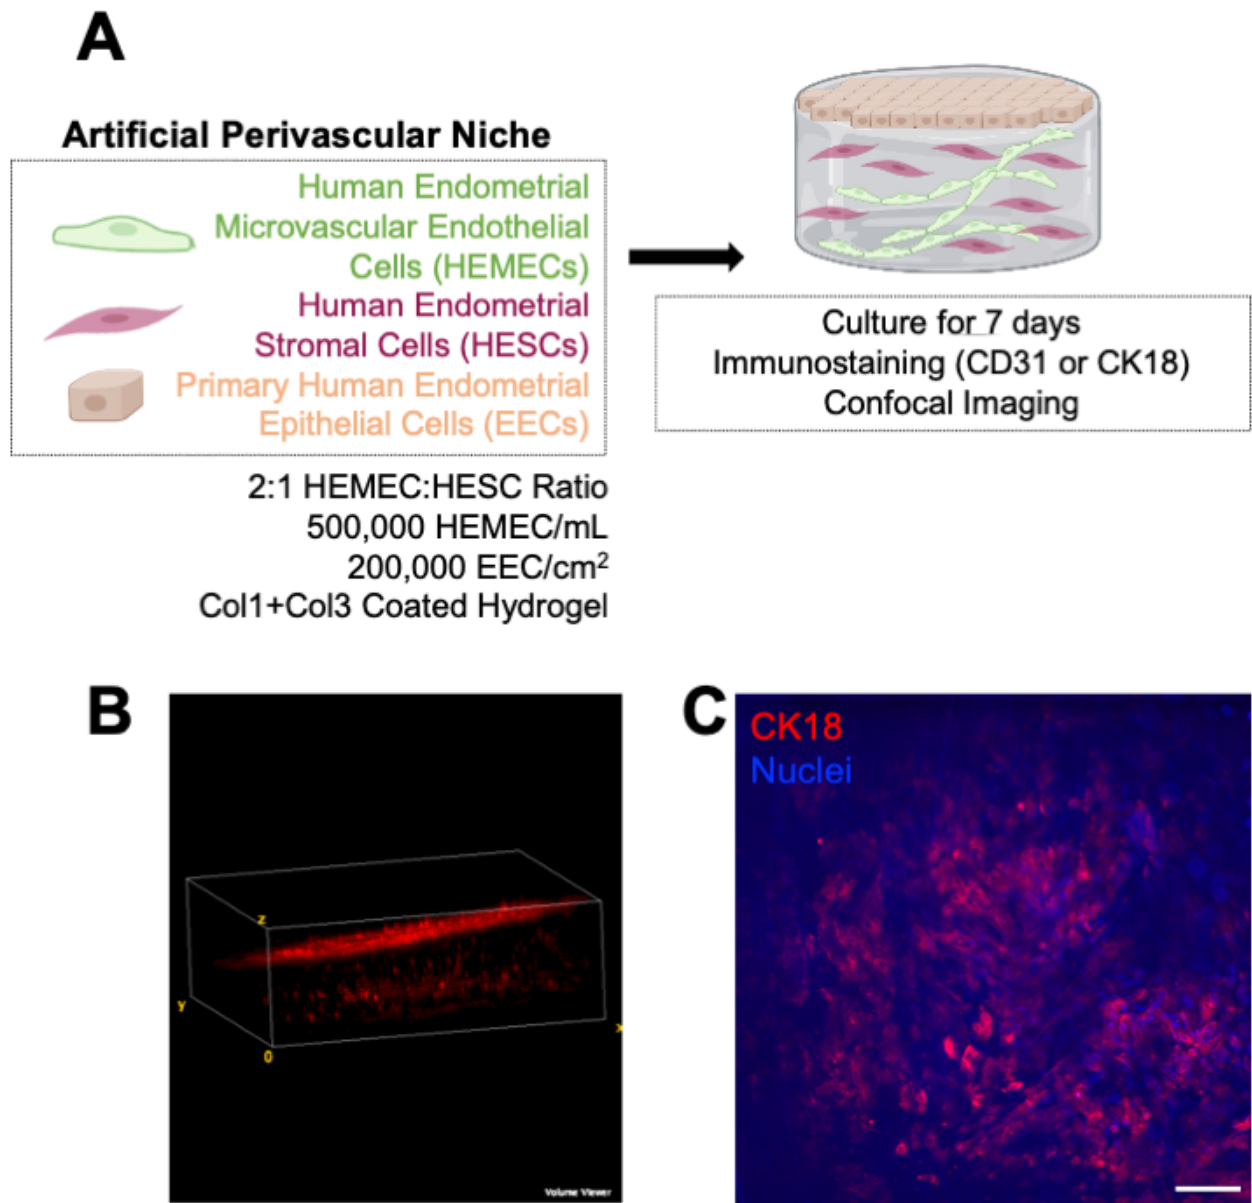 A
Artificial Perivascular Niche
Human Endometrial
Microvascular Endothelial
Cells (HEMECs)
Human Endometrial
Stromal Cells (HESCs)
Primary Human Endometrial
Epithelial Cells (EECs)
2:1 HEMEC:HESC Ratio
500,000 HEMEC/mL
200,000 EEC/cm²
Col1+Col3 Coated Hydrogel
Culture for 7 days
Immunostaining (CD31 or CK18)
Confocal Imaging
B
z
y
0
x
Volume Viewer
C
CK18
Nuclei